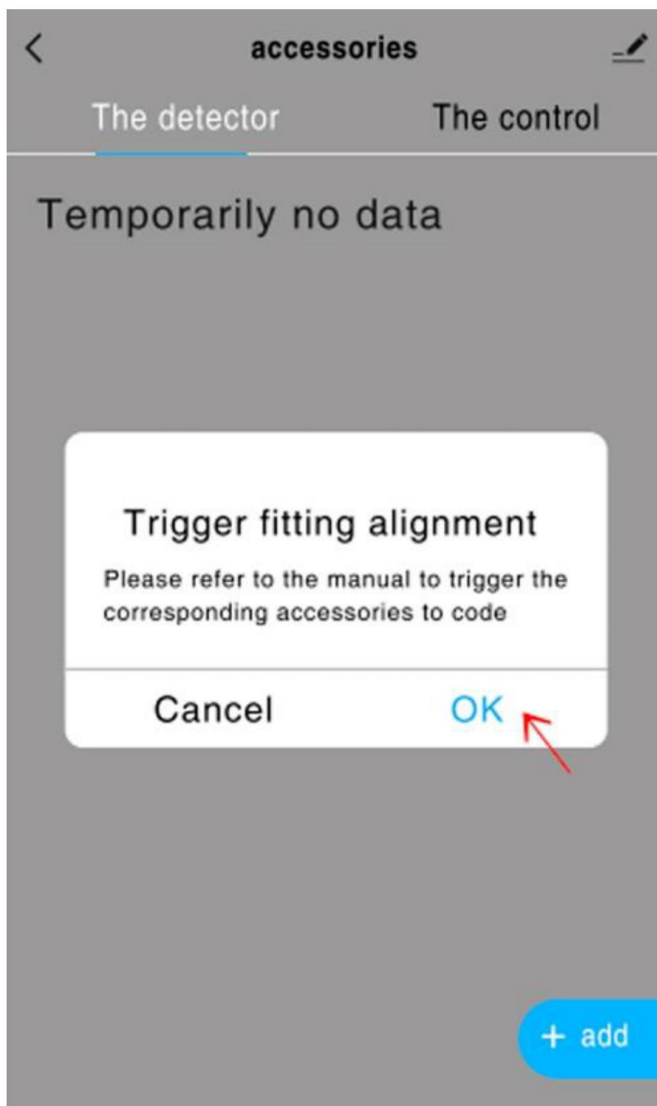 accessories
The detector The control
Temporarily no data
Trigger fitting alignment
Please refer to the manual to trigger the
corresponding accessories to code
Cancel OK
+ add